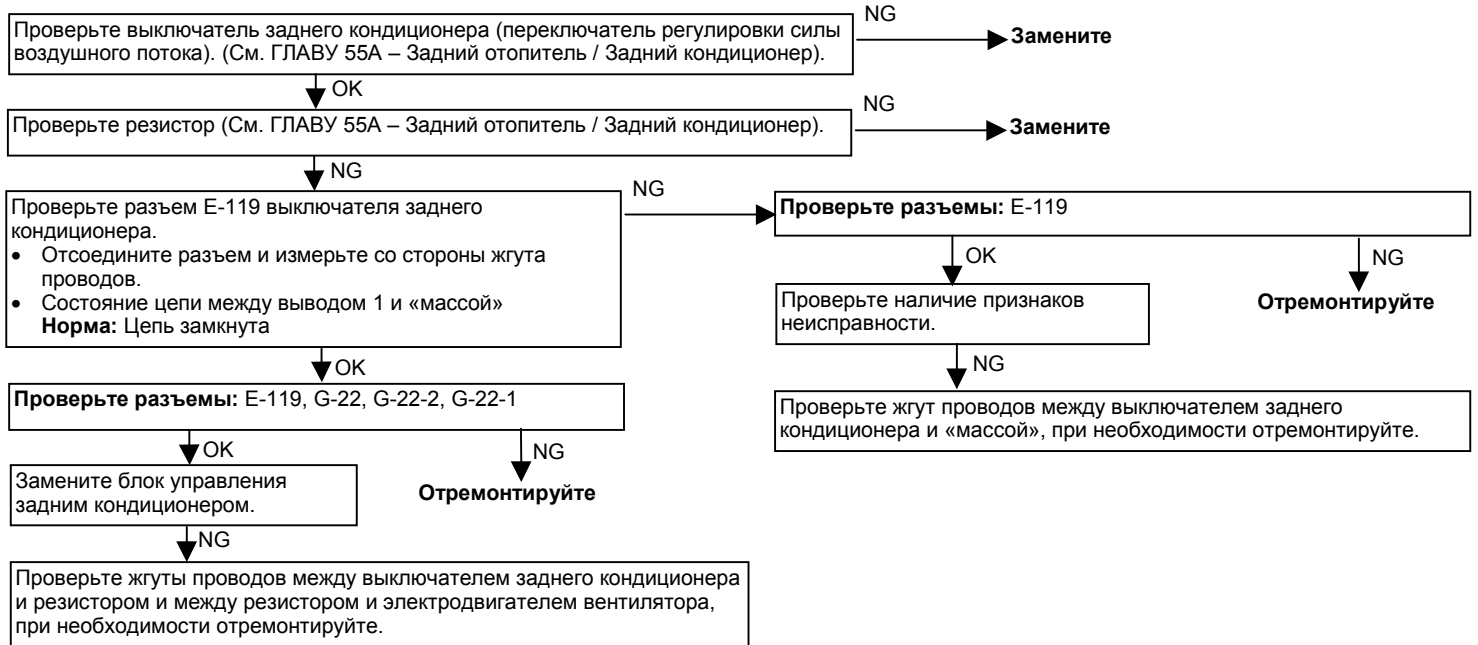 NG
Проверьте выключатель заднего кондиционера (переключатель регулировки силы
воздушного потока). (См. ГЛАВУ 55А – Задний отопитель / Задний кондиционер).
Замените
OK
NG
Проверьте резистор (См. ГЛАВУ 55А – Задний отопитель / Задний кондиционер).
Замените
NG
NG
Проверьте разъем Е-119 выключателя заднего
кондиционера.
• Отсоедините разъем и измерьте со стороны жгута
проводов.
• Состояние цепи между выводом 1 и «массой»
Норма: Цепь замкнута
Проверьте разъемы: Е-119
OK
NG
Проверьте наличие признаков
неисправности.
Отремонтируйте
NG
Проверьте жгут проводов между выключателем заднего
кондиционера и «массой», при необходимости отремонтируйте.
OK
Проверьте разъемы: Е-119, G-22, G-22-2, G-22-1
OK
NG
Замените блок управления
задним кондиционером.
Отремонтируйте
NG
Проверьте жгуты проводов между выключателем заднего кондиционера
и резистором и между резистором и электродвигателем вентилятора,
при необходимости отремонтируйте.